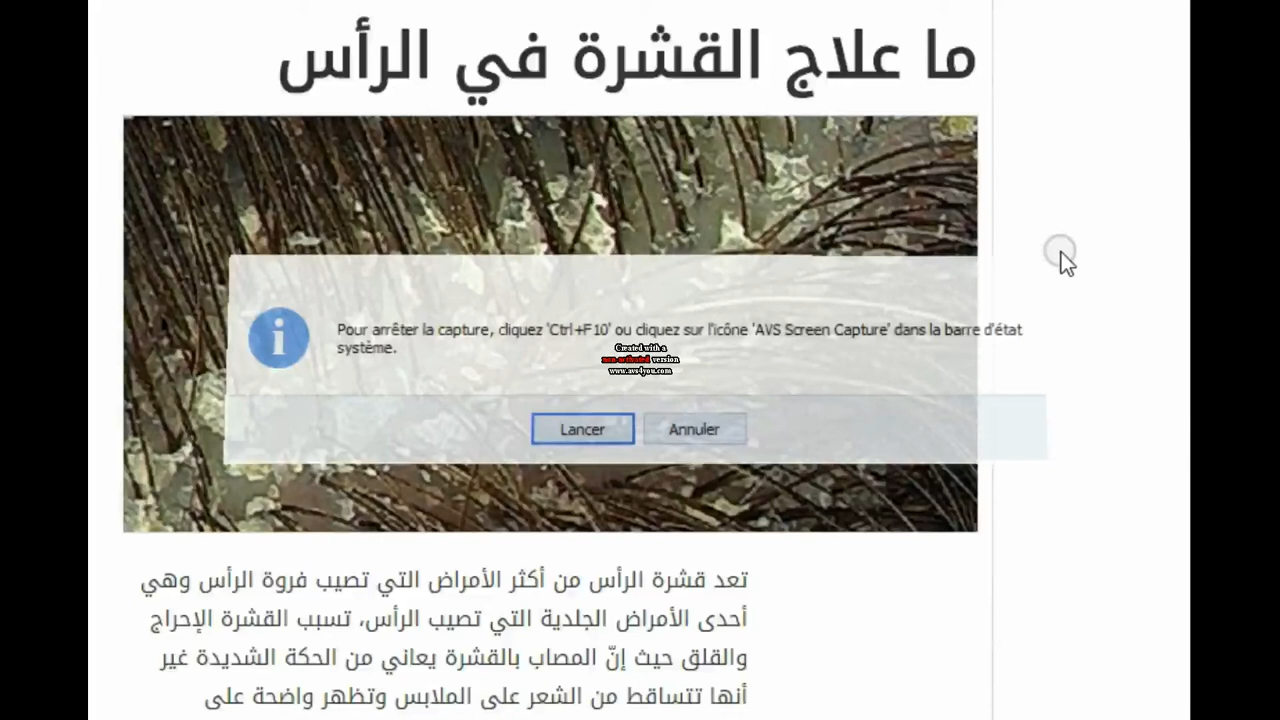 ما علاج القشرة في الرأس
Pour arrêter la capture, cliquez 'Ctrl+F10' ou cliquez sur l'icône 'AVS Screen Capture' dans la barre d'état
système.
Created with a
non-activated version
www.avs4you.com
Lancer
Annuler
تعد قشرة الرأس من أكثر الأمراض التي تصيب فروة الرأس وهي
أحدى الأمراض الجلدية التي تصيب الرأس، تسبب القشرة الإحراج
والقلق حيث إنّ المصاب بالقشرة يعاني من الحكة الشديدة غير
أنها تتساقط من الشعر على الملابس وتظهر واضحة على